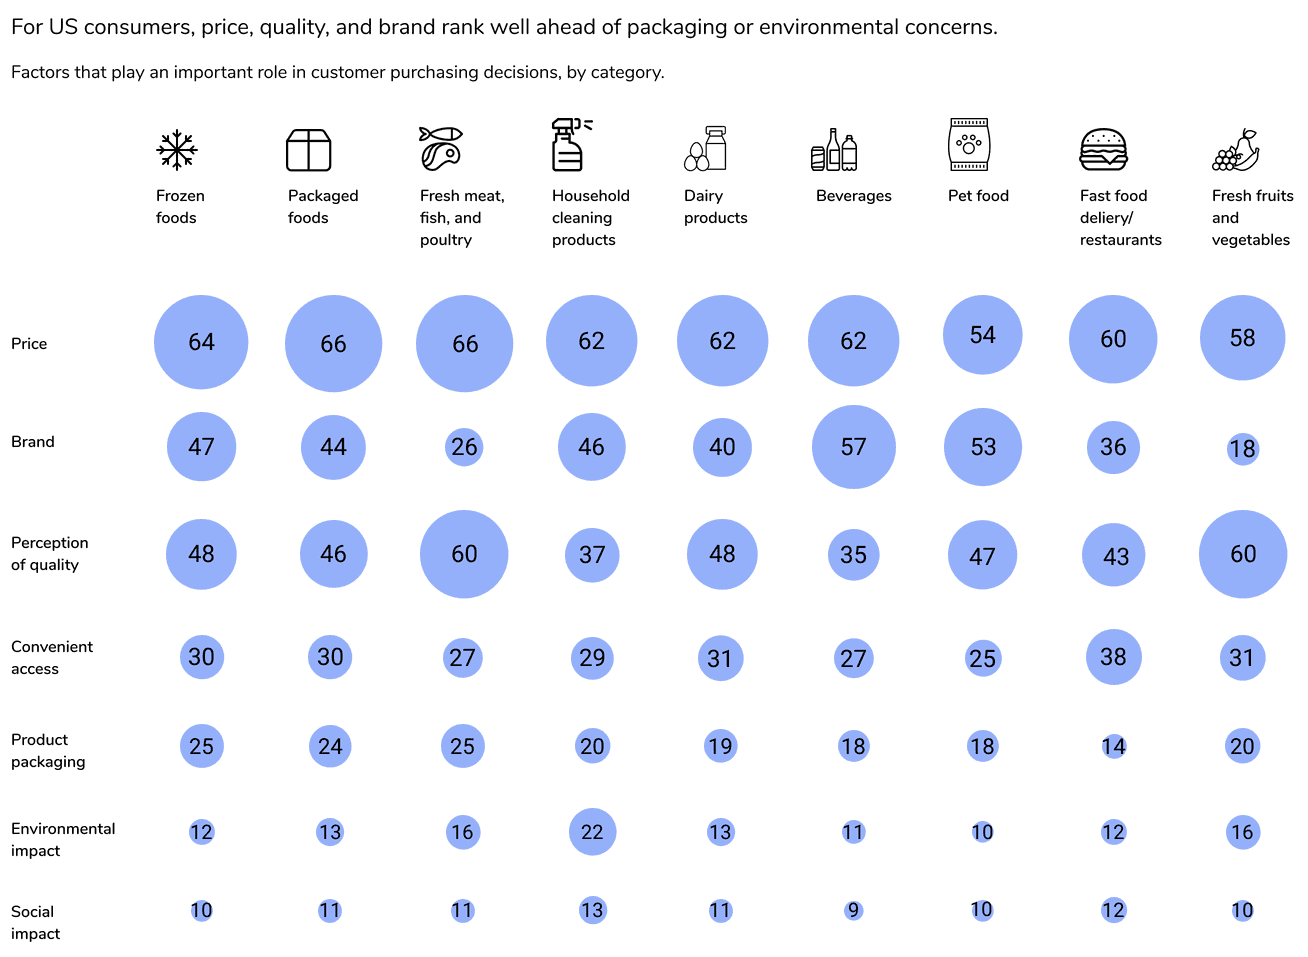 For US consumers, price, quality, and brand rank well ahead of packaging or environmental concerns.
Factors that play an important role in customer purchasing decisions, by category.
Frozen
foods
Packaged
foods
Fresh meat,
fish, and
poultry
Household
cleaning
products
Dairy
products
Beverages
Pet food
Fast food
deliery/
restaurants
Fresh fruits
and
vegetables
Price
64 66 66 62 62 62 54 60 58
Brand
47 44 26 46 40 57 53 36 18
Perception
of quality
48 46 60 37 48 35 47 43 60
Convenient
access
30 30 27 29 31 27 25 38 31
Product
packaging
25 24 25 20 19 18 18 14 20
Environmental
impact
12 13 16 22 13 11 10 12 16
Social
impact
10 11 11 13 11 9 10 12 10